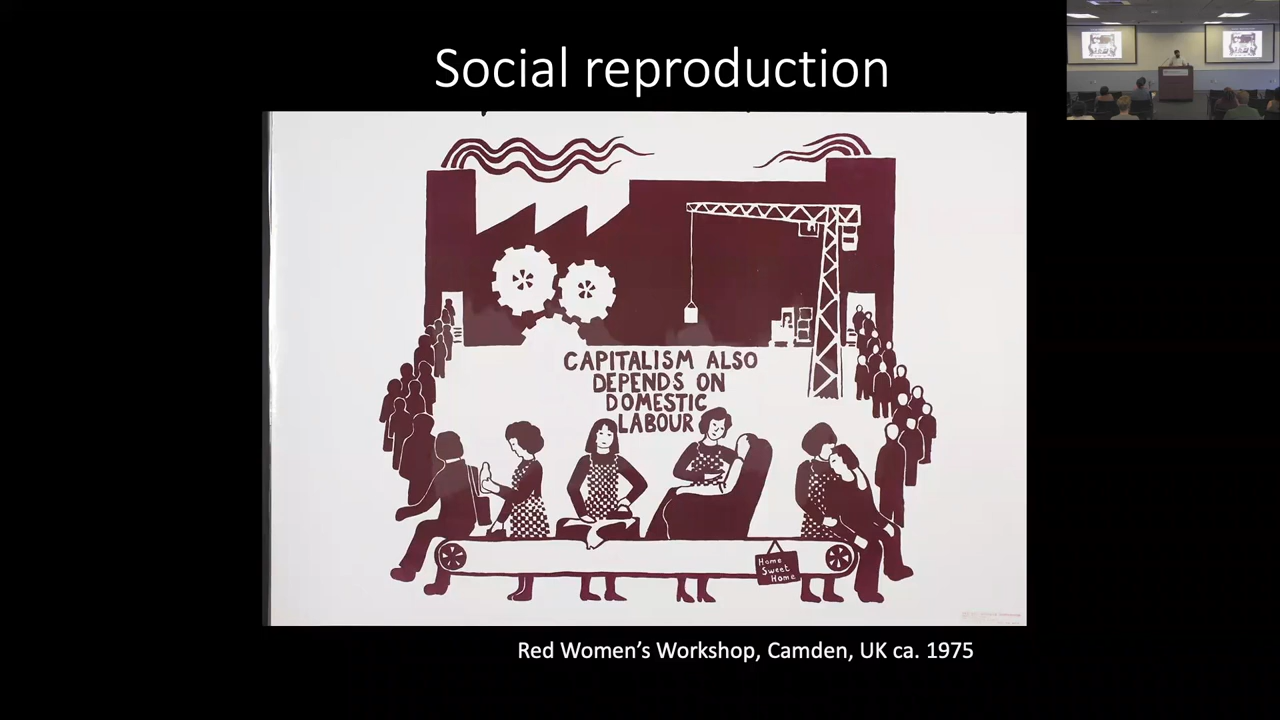 Social reproduction
CAPITALISM ALSO
DEPENDS ON
DOMESTIC
LABOUR
Home
Sweet
Home
Red Women’s Workshop, Camden, UK ca. 1975